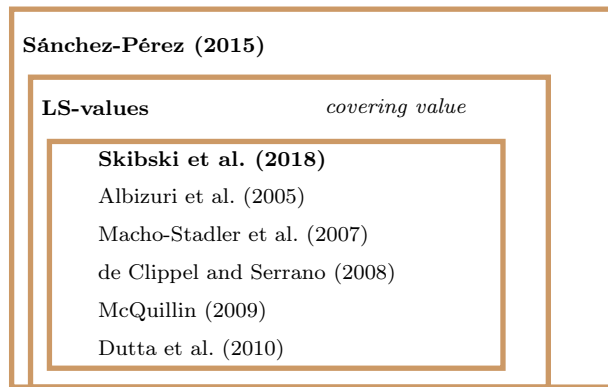 Sánchez-Pérez (2015)
LS-values covering value
Skibski et al. (2018)
Albizuri et al. (2005)
Macho-Stadler et al. (2007)
de Clippel and Serrano (2008)
McQuillin (2009)
Dutta et al. (2010)